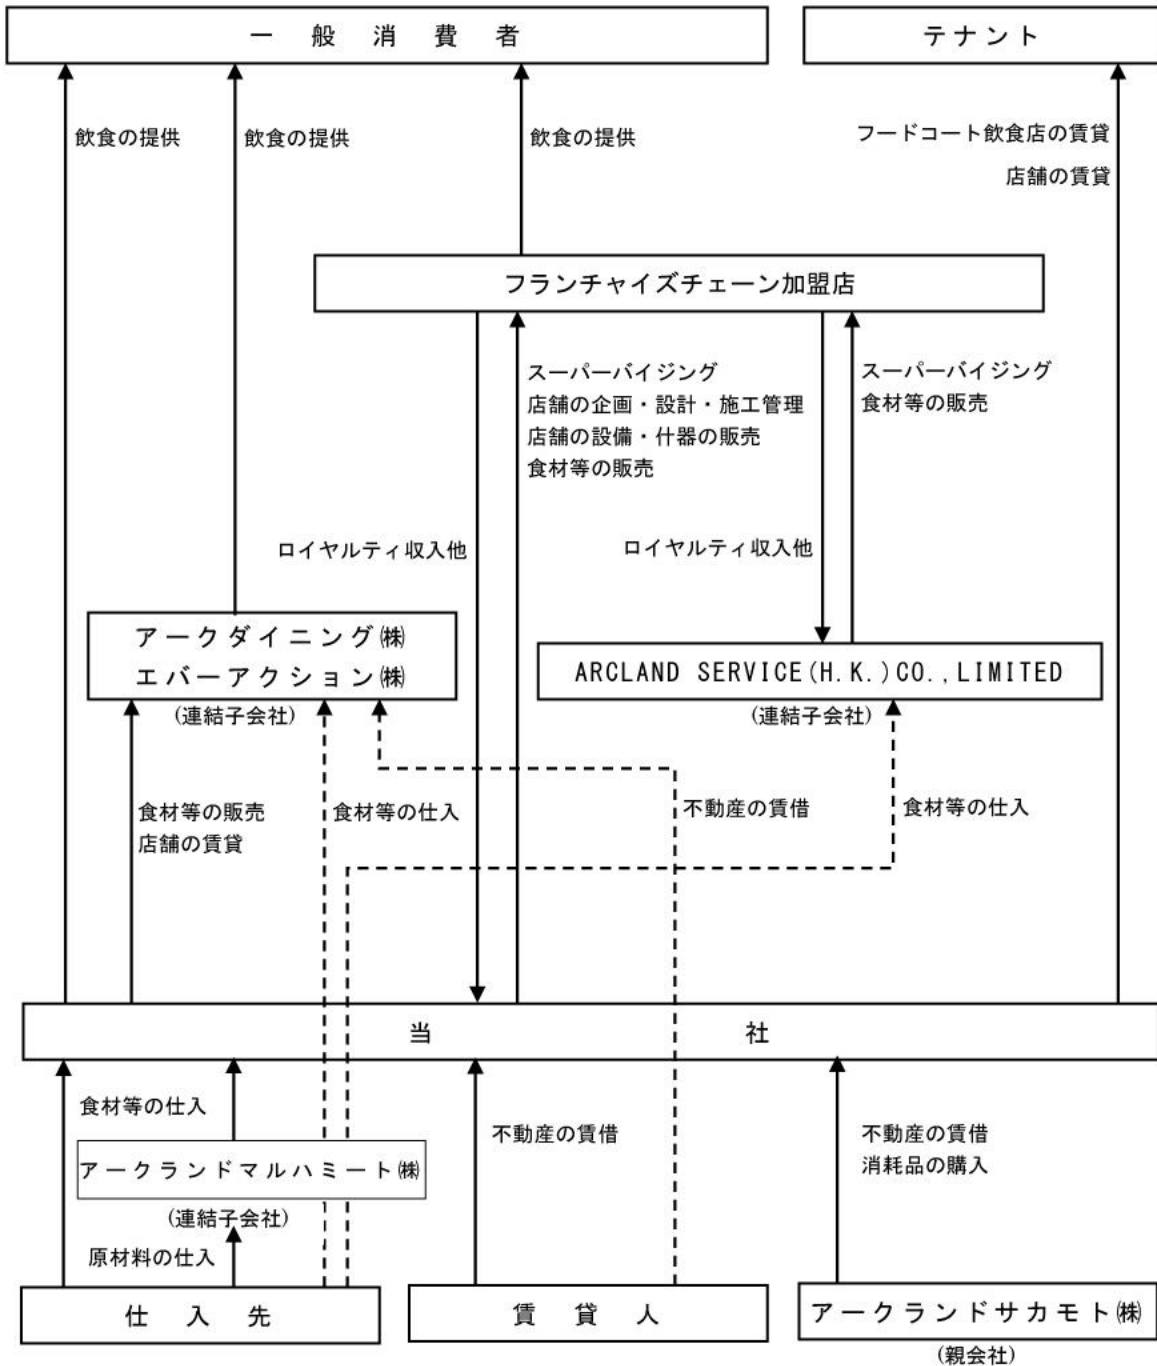 一般消費者
テナント
飲食の提供
飲食の提供
飲食の提供
フードコート飲食店の賃貸
店舗の賃貸
フランチャイズチェーン加盟店
スーパーバイジング
店舗の企画・設計・施工管理
店舗の設備・什器の販売
食材等の販売
スーパーバイジング
食材等の販売
ロイヤルティ収入他
ロイヤルティ収入他
アークダイニング㈱
エバーアクション㈱
(連結子会社)
ARCLAND SERVICE(H.K.)CO.,LIMITED
(連結子会社)
食材等の販売
店舗の賃貸
食材等の仕入
不動産の賃借
食材等の仕入
当社
食材等の仕入
アークランドマルハミート㈱
(連結子会社)
原材料の仕入
不動産の賃借
不動産の賃借
消耗品の購入
仕入先
賃貸人
アークランドサカモト㈱
(親会社)